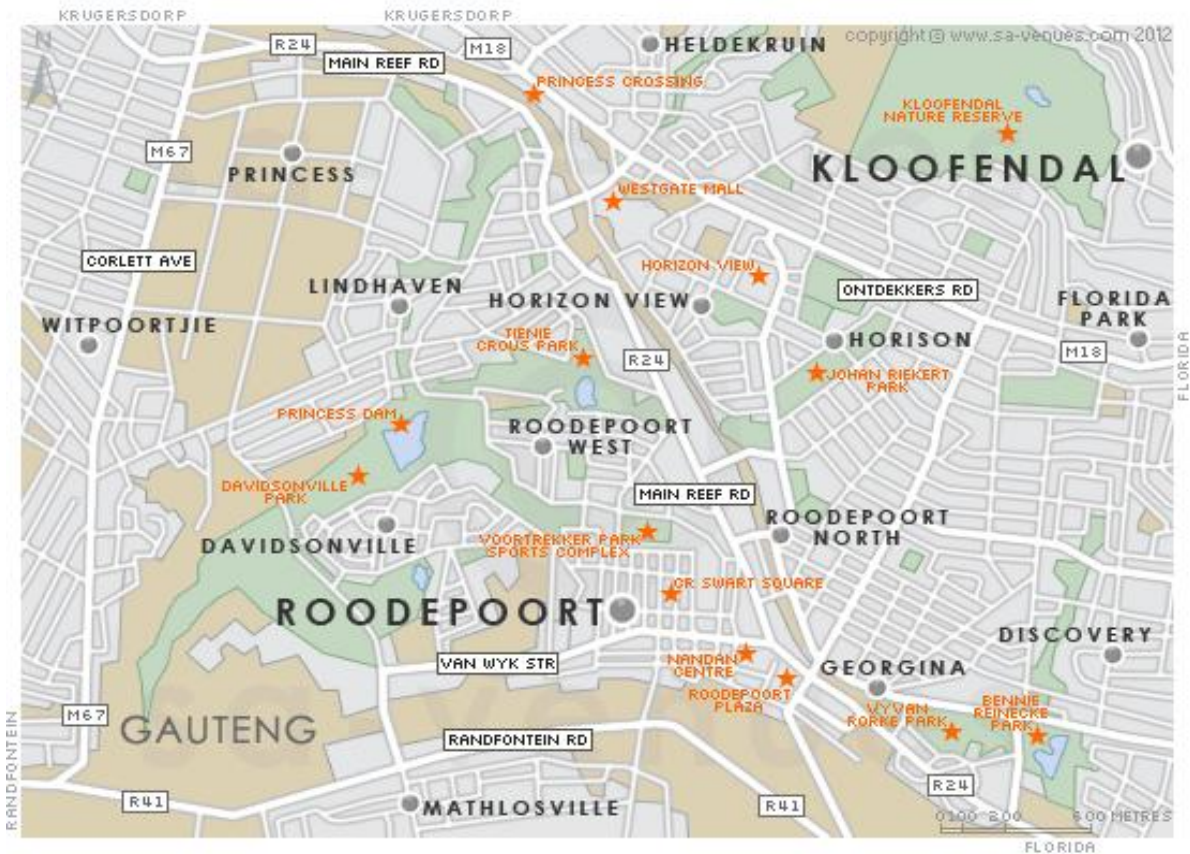 KRUGERSDORP
KRUGERSDORP
N
R24
M18
HELDEKRUIN
copyright @ www.sa-venues.com 2012
MAIN REEF RD
PRINCESS CROSSING
KLOOFENDAL
NATURE RESERVE
M67
PRINCESS
KLOOFENDAL
WESTGATE MALL
CORLETT AVE
HORIZON VIEW
LINDHAVEN
HORIZON VIEW
ONTDEKKERS RD
FLORIDA
PARK
WITPOORTJIE
TIENIE
CROUS PARK
R24
HORISON
M18
FLORIDA
JOHAN RIEKERT
PARK
PRINCESS DAM
ROODEPOORT
WEST
DAVIDSONVILLE
PARK
MAIN REEF RD
ROODEPOORT
NORTH
DAVIDSONVILLE
VOORTREKKER PARK
SPORTS COMPLEX
CR SWART SQUARE
ROODEPOORT
DISCOVERY
VAN WYK STR
NANDAN
CENTRE
GEORGINA
ROODEPOORT
PLAZA
VYVAN
RORKE PARK
BENNIE
REINECKE
PARK
M67
GAUTENG
RANDFONTEIN
RANDFONTEIN RD
R24
R41
MATHLOSVILLE
R41
0 100 200 600 METRES
FLORIDA